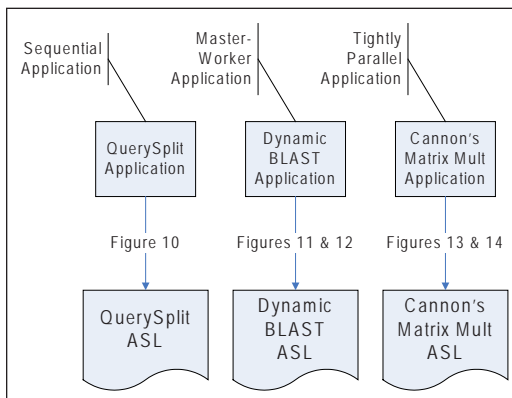 Sequential
Application
Master-
Worker
Application
Tightly
Parallel
Application
QuerySplit
Application
Dynamic
BLAST
Application
Cannon's
Matrix Mult
Application
Figure 10
Figures 11 & 12
Figures 13 & 14
QuerySplit
ASL
Dynamic
BLAST
ASL
Cannon's
Matrix Mult
ASL